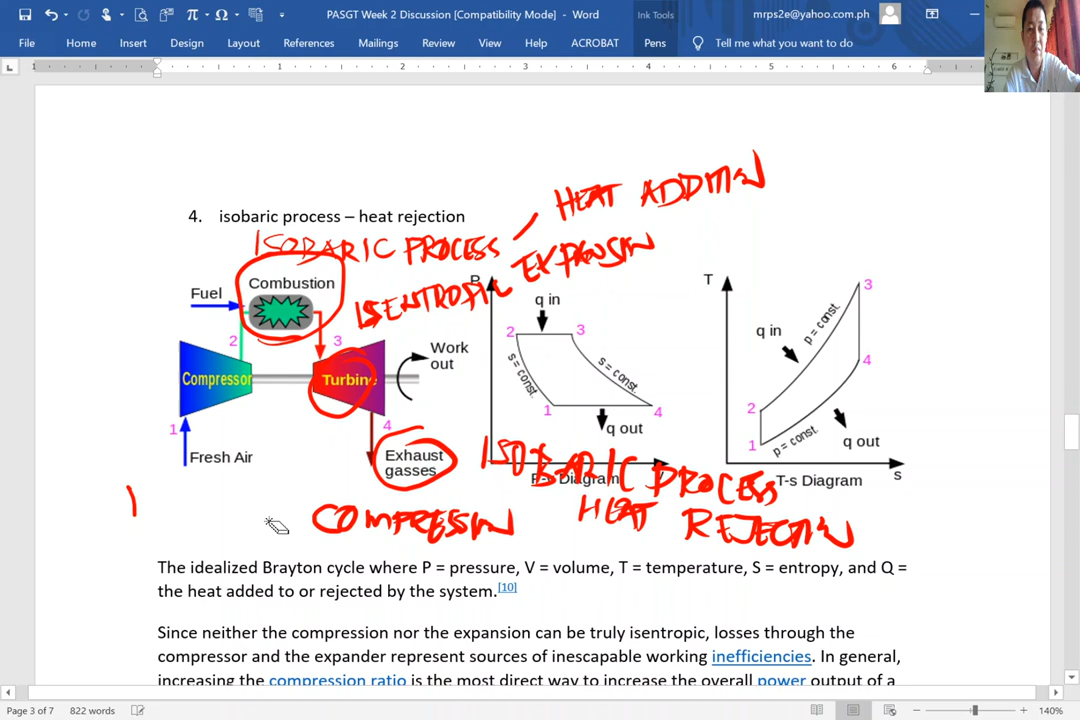 PASGT Week 2 Discussion [Compatibility Mode] - Word
Ink Tools
mrps2e@yahoo.com.ph
File Home Insert Design Layout References Mailings Review View Help ACROBAT Pens Tell me what you want to do
1 1 2 3 4 5 6
4. isobaric process – heat rejection
HEAT ADDITION
ISOBARIC PROCESS
ISENTROPIC EXPANSION
Combustion
Fuel
2
3
Compressor
Turbine
Work
out
1
4
Fresh Air
Exhaust
gasses
P
q in
2
3
s = const.
s = const.
1
4
q out
T
3
q in
p = const.
4
2
1
p = const.
q out
T-s Diagram
s
ISOBARIC PROCESS
HEAT REJECTION
COMPRESSION
The idealized Brayton cycle where P = pressure, V = volume, T = temperature, S = entropy, and Q =
the heat added to or rejected by the system.[10]
Since neither the compression nor the expansion can be truly isentropic, losses through the
compressor and the expander represent sources of inescapable working inefficiencies. In general,
increasing the compression ratio is the most direct way to increase the overall power output of a
Page 3 of 7 822 words
140%